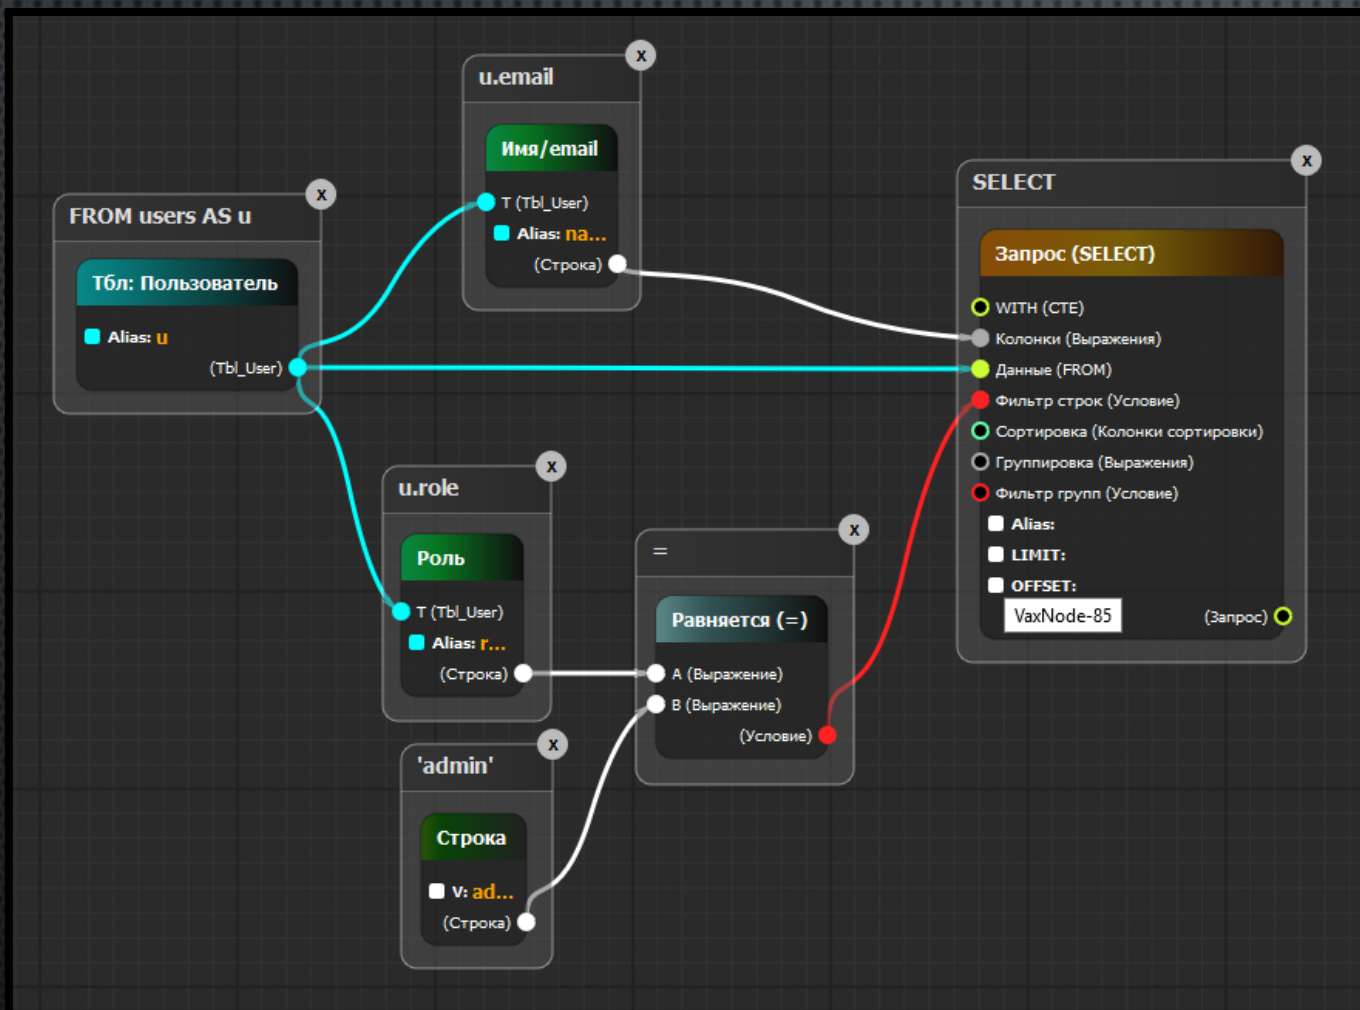 u.email
X
Имя/email
T (Tbl_User)
Alias: na...
(Строка)
FROM users AS u
X
Тбл: Пользователь
Alias: u
(Tbl_User)
SELECT
X
Запрос (SELECT)
WITH (CTE)
Колонки (Выражения)
Данные (FROM)
Фильтр строк (Условие)
Сортировка (Колонки сортировки)
Группировка (Выражения)
Фильтр групп (Условие)
Alias:
LIMIT:
OFFSET:
VaxNode-85
(Запрос)
u.role
X
Роль
T (Tbl_User)
Alias: r...
(Строка)
=
X
Равняется (=)
A (Выражение)
B (Выражение)
(Условие)
'admin'
X
Строка
V: ad...
(Строка)